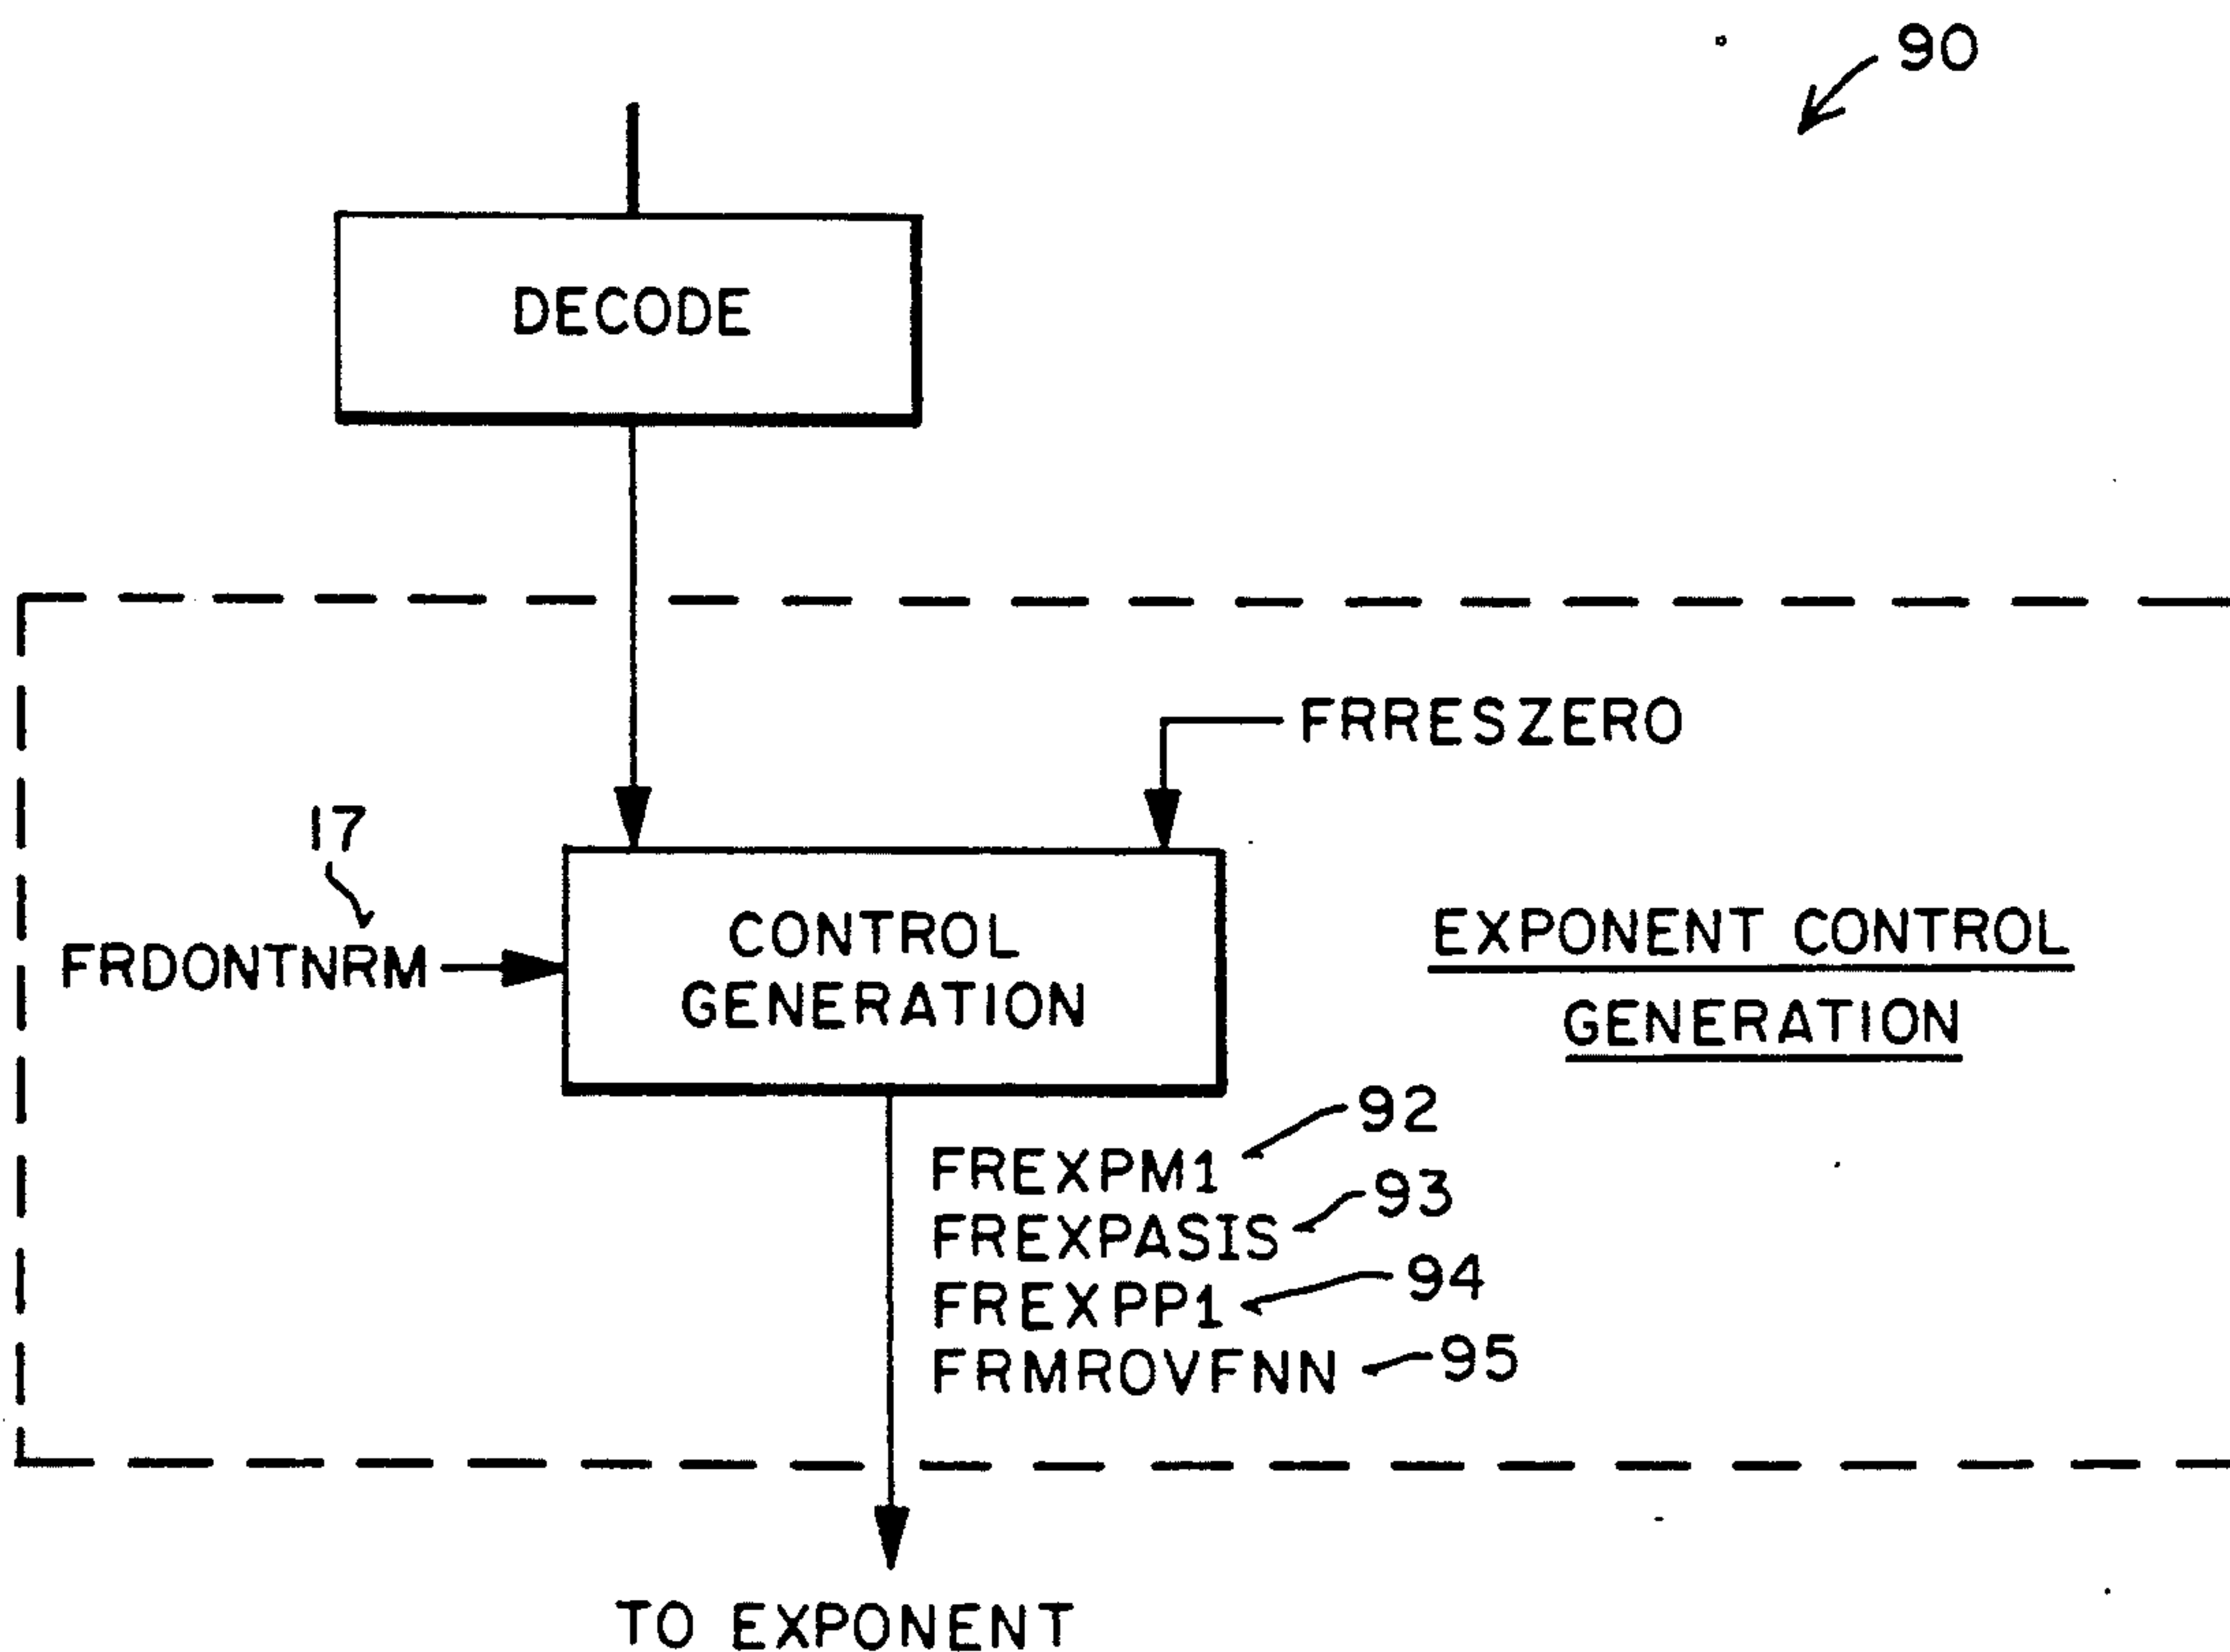 90
DECODE
FRRESZERO
17
FRDONTNRM
CONTROL
GENERATION
EXPONENT CONTROL
GENERATION
92
FREXPM1
93
FREXPASIS
94
FREXPP1
95
FRMROVFNN
TO EXPONENT